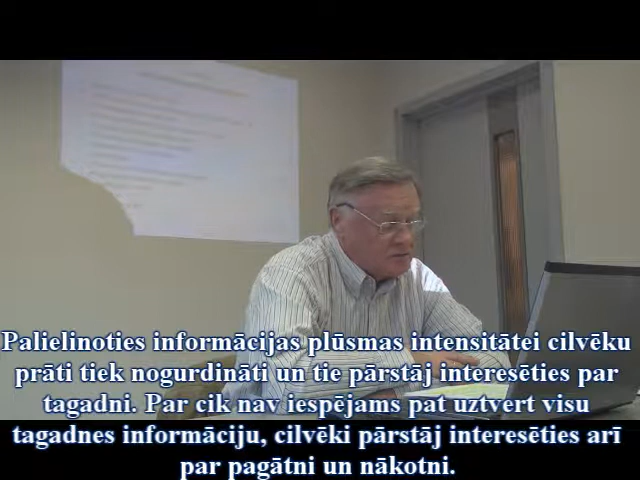 Palielinoties informācijas plūsmas intensitātei cilvēku
prāti tiek nogurdināti un tie pārstāj interesēties par
tagadni. Par cik nav iespējams pat uztvert visu
tagadnes informāciju, cilvēki pārstāj interesēties arī
par pagātni un nākotni.